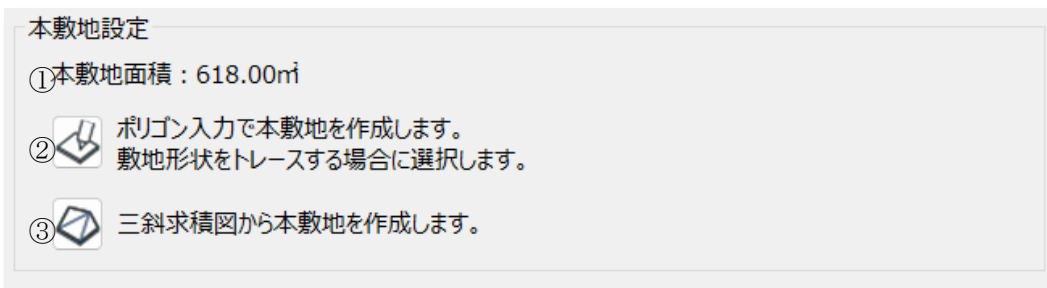 本敷地設定
①本敷地面積：618.00㎡
②ポリゴン入力で本敷地を作成します。
敷地形状をトレースする場合に選択します。
③三斜求積図から本敷地を作成します。